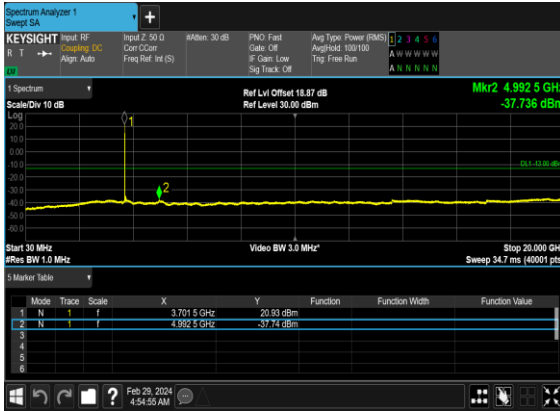 Spectrum Analyzer 1
Swept SA
+
KEYSIGHT Input: RF Input Z: 50 Ω #Atten: 30 dB PNO: Fast Avg Type: Power (RMS) 1 2 3 4 5 6
R T Coupling: DC Corr CCorr Gate: Off Avg|Hold: 100/100 A W W W W W
Align: Auto Freq Ref: Int (S) IF Gain: Low Trig: Free Run
Sig Track: Off A N N N N N
1 Spectrum Ref Lvl Offset 18.87 dB Mkr2 4.992 5 GHz
Scale/Div 10 dB Ref Level 30.00 dBm -37.736 dBm
Log
1
20.0
10.0
0.00
-10.0
DL1 -13.00 dBm
-20.0
-30.0
2
-40.0
-50.0
-60.0
Start 30 MHz Video BW 3.0 MHz* Stop 20.000 GH
#Res BW 1.0 MHz Sweep 34.7 ms (40001 pts
5 Marker Table
Mode Trace Scale X Y Function Function Width Function Value
1 N 1 f 3.701 5 GHz 20.93 dBm
2 N 1 f 4.992 5 GHz -37.74 dBm
3
4
5
6
? Feb 29, 2024
4:54:55 AM